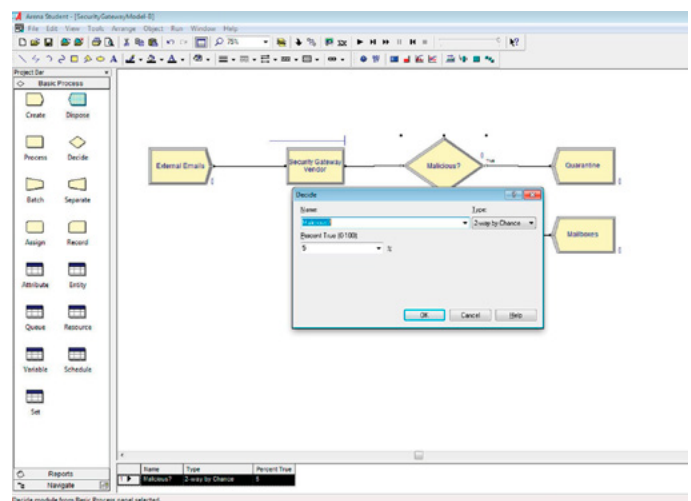 Arena Student - [SecurityGatewayModel-B]
File Edit View Tools Arrange Object Run Window Help
75%
Project Bar
Basic Process
Create Dispose
Process Decide
Batch Separate
Assign Record
Attribute Entity
Queue Resource
Variable Schedule
Set
Reports
Navigate
External Emails
Security Gateway
Vendor
Malicious?
True
Quarantine
Mailboxes
Decide
Name: Type:
Malicious? 2-way by Chance
Percent True (0-100):
5 %
OK Cancel Help
Name Type Percent True
1 Malicious? 2-way by Chance 5
Decide module from Basic Process panel selected.